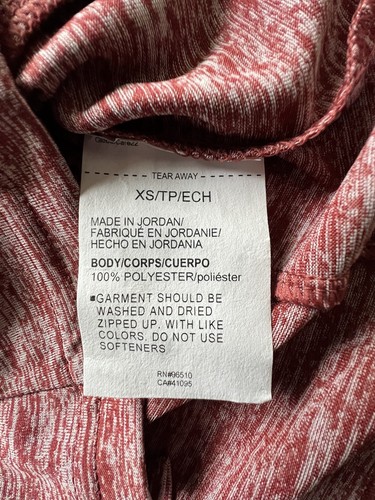 - - - - - - TEAR AWAY - - - - - -
XS/TP/ECH
MADE IN JORDAN/
FABRIQUÉ EN JORDANIE/
HECHO EN JORDANIA
BODY/CORPS/CUERPO
100% POLYESTER/poliéster
■GARMENT SHOULD BE
WASHED AND DRIED
ZIPPED UP. WITH LIKE
COLORS. DO NOT USE
SOFTENERS
RN#96510
CA#41095